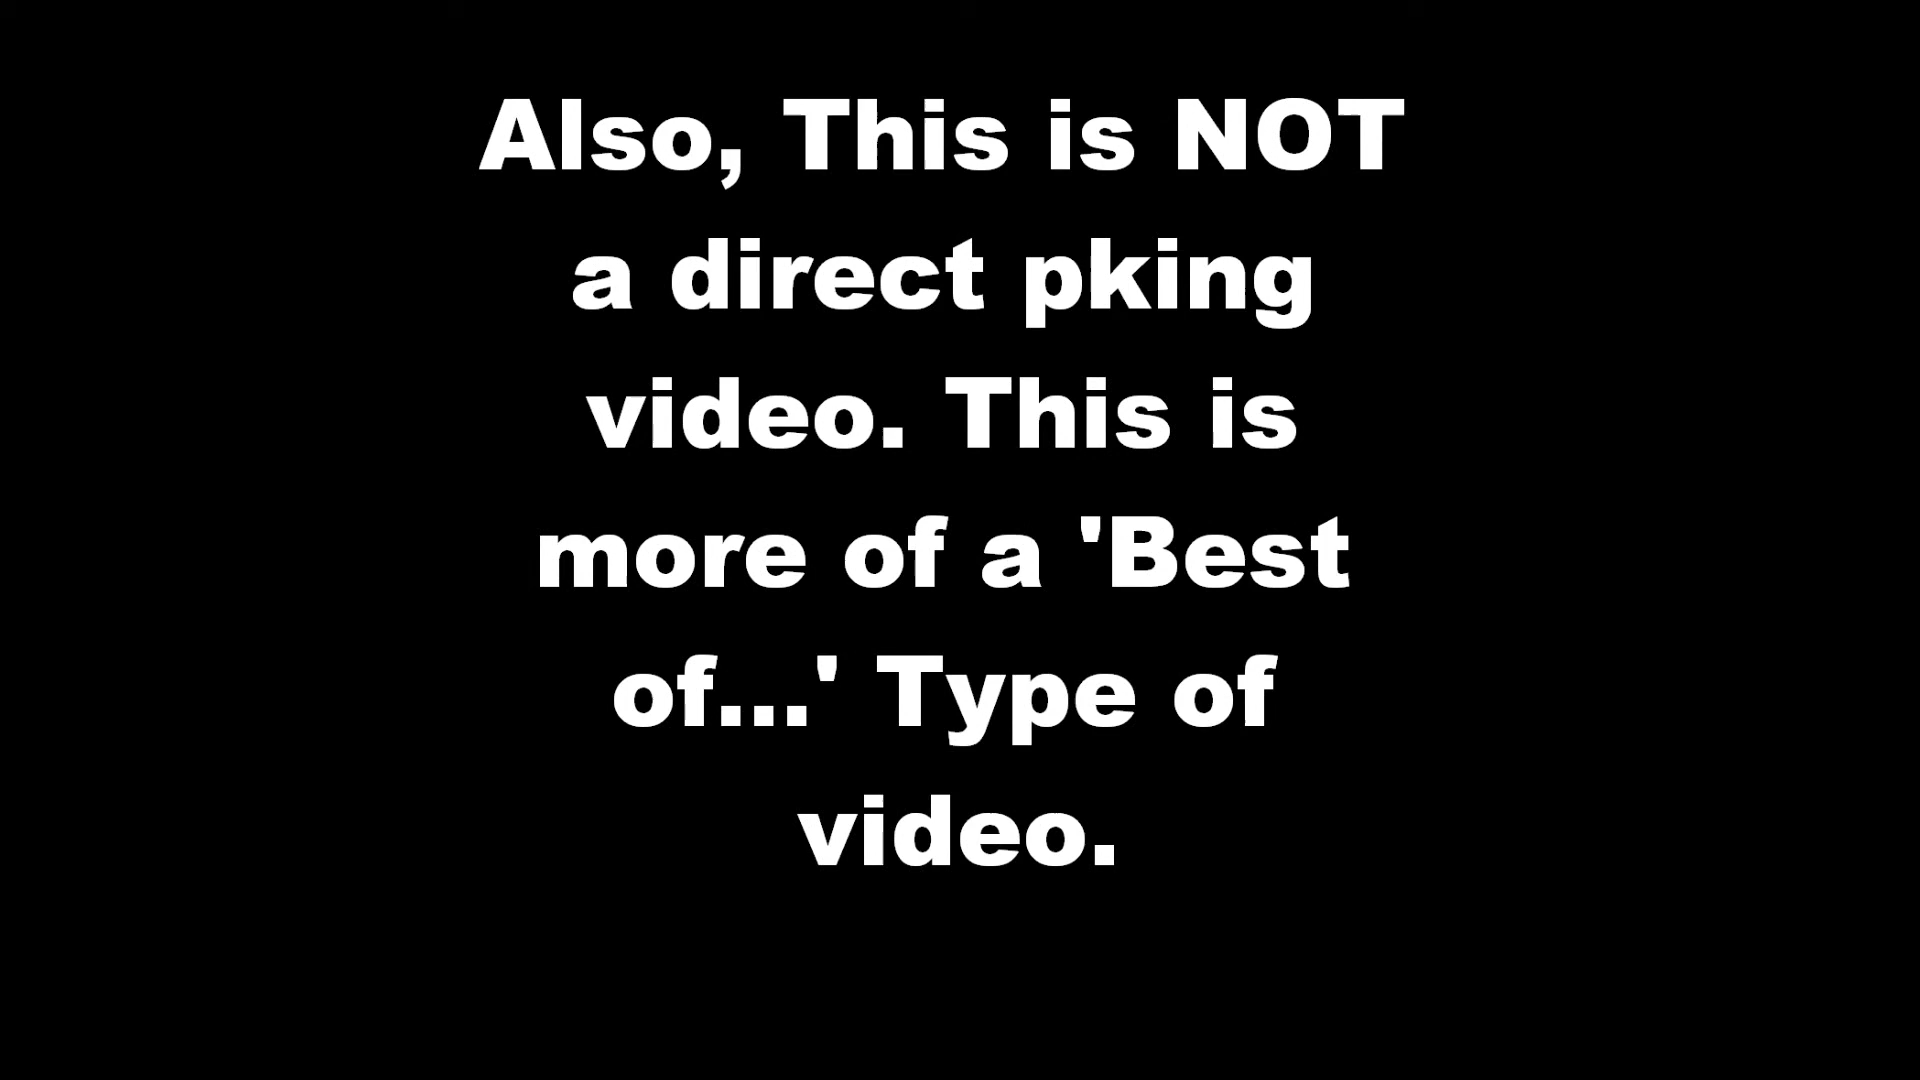 Also, This is NOT
a direct pking
video. This is
more of a 'Best
of...' Type of
video.